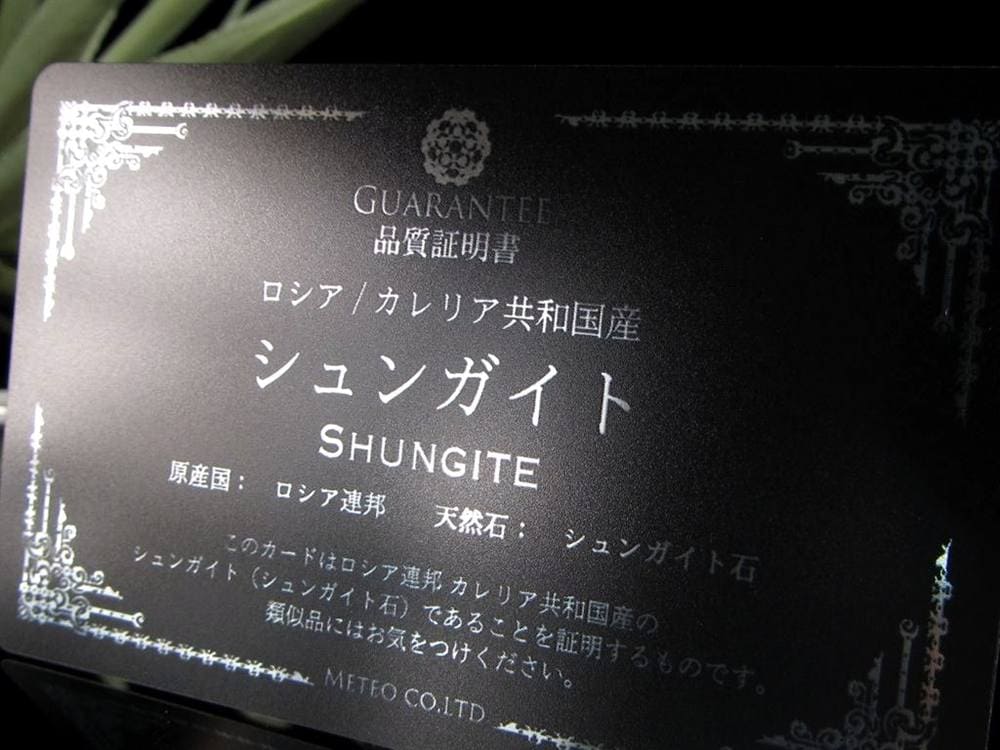 GUARANTEE
品質証明書
ロシア / カレリア共和国産
シュンガイト
SHUNGITE
原産国： ロシア連邦 天然石： シュンガイト石
このカードはロシア連邦 カレリア共和国産の
シュンガイト（シュンガイト石）であることを証明するものです。
類似品にはお気をつけください。
METEO CO.LTD